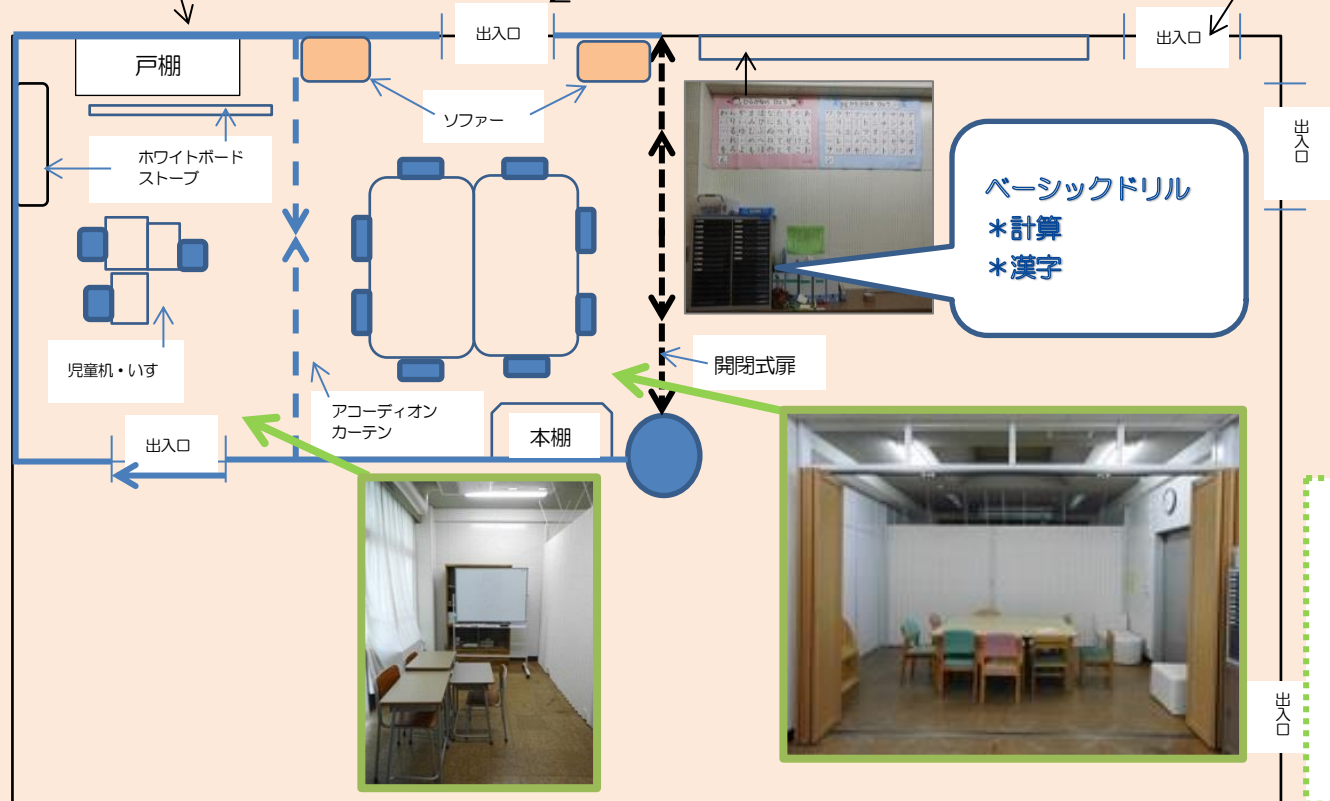 出入口
出入口
戸棚
ソファー
ホワイトボード
ストーブ
出入口
ベーシックドリル
*計算
*漢字
児童机・いす
開閉式扉
アコーディオン
カーテン
出入口
本棚
出入口